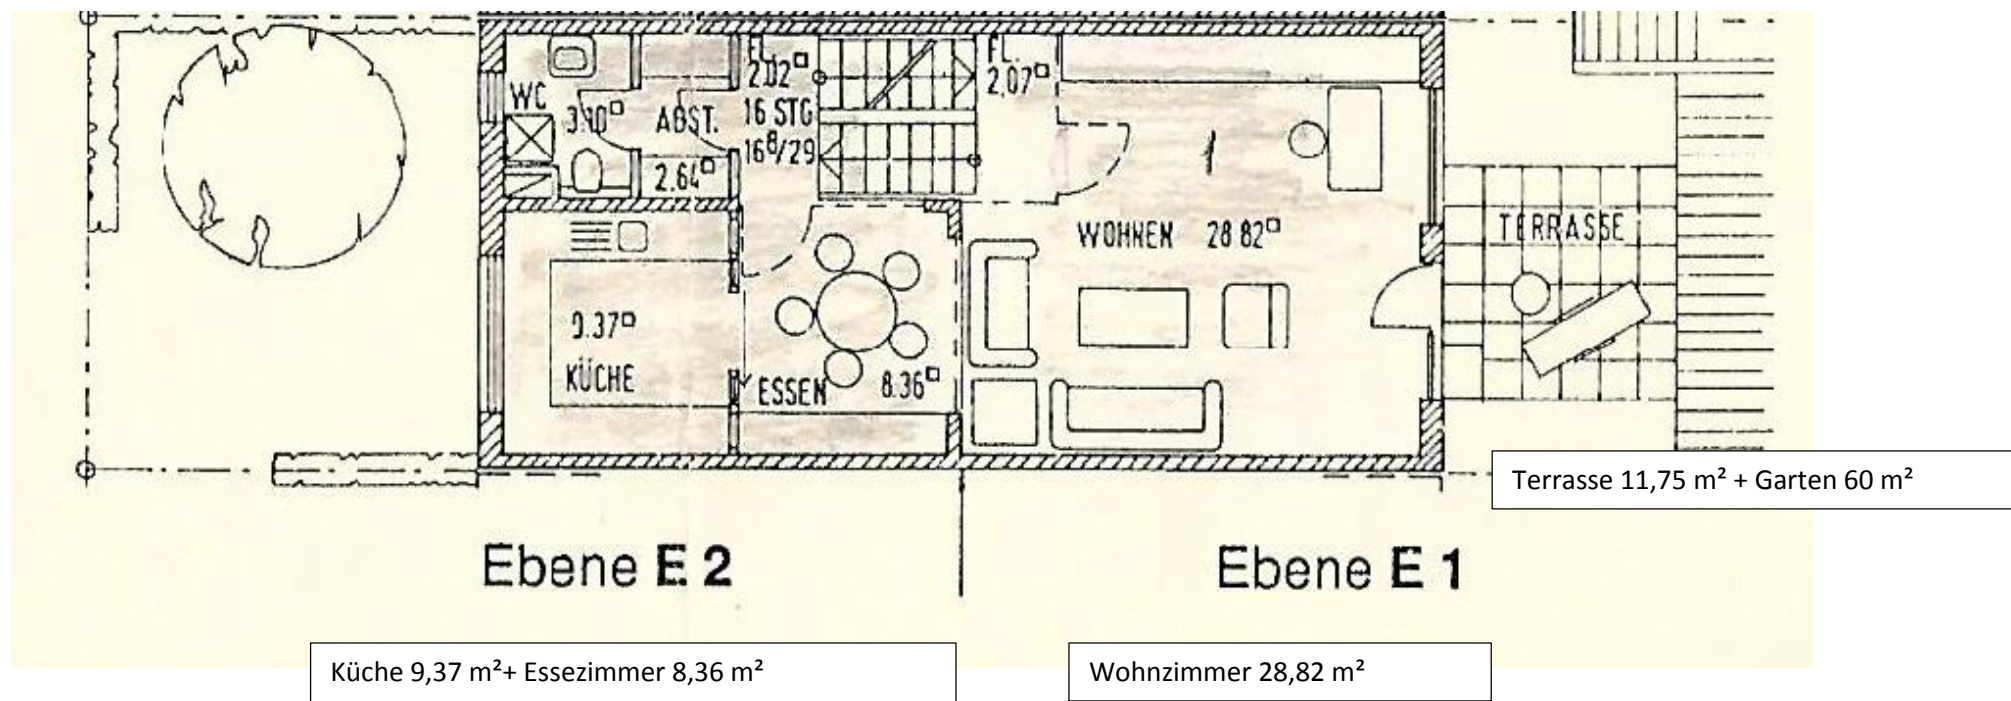 WC
3.10□
ABST.
2.64□
FL.
2.02□
16 STG
16⁸/29
FL.
2,07□
1
WOHNEN 28.82□
TERRASSE
9.37□
KÜCHE
ESSEN 8.36□
Terrasse 11,75 m² + Garten 60 m²
Ebene E 2
Ebene E 1
Küche 9,37 m²+ Essezimmer 8,36 m²
Wohnzimmer 28,82 m²